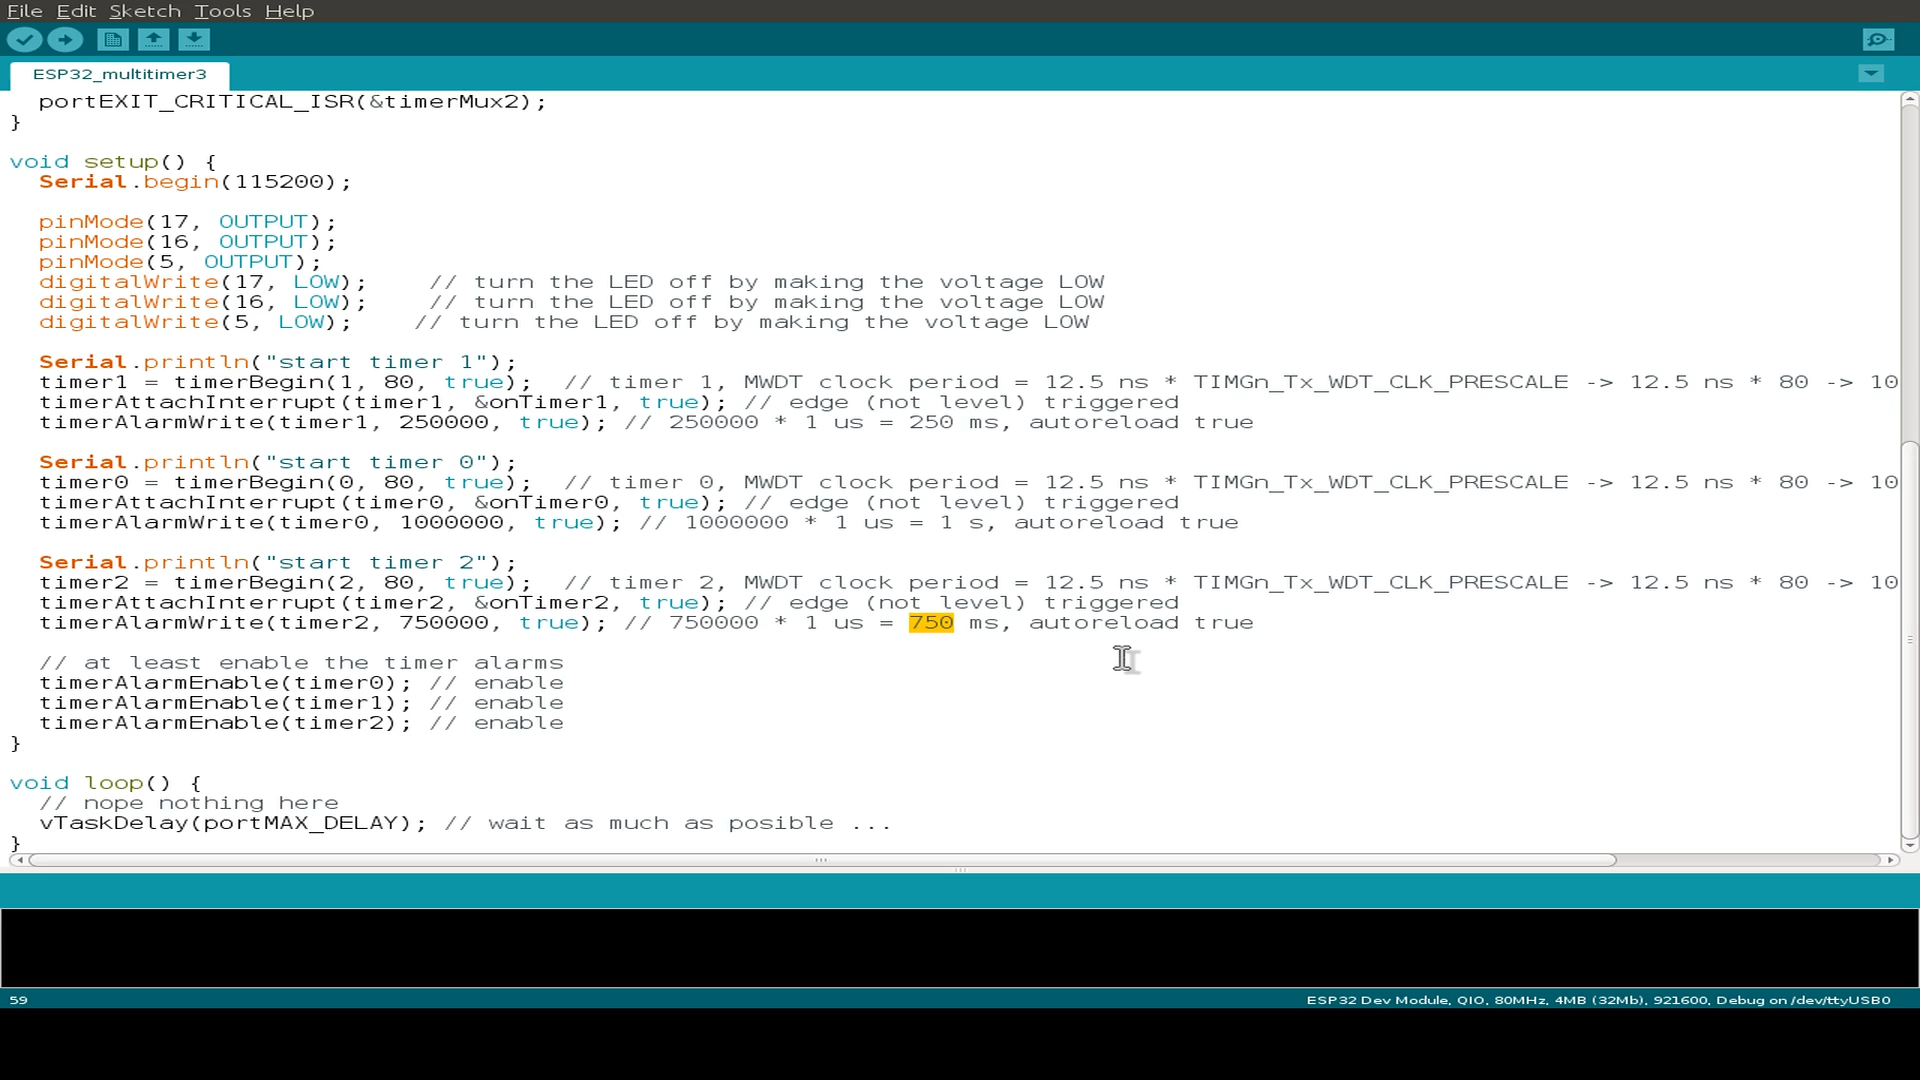 File Edit Sketch Tools Help
ESP32_multitimer3
portEXIT_CRITICAL_ISR(&timerMux2);
}
void setup() {
Serial.begin(115200);
pinMode(17, OUTPUT);
pinMode(16, OUTPUT);
pinMode(5, OUTPUT);
digitalWrite(17, LOW);    // turn the LED off by making the voltage LOW
digitalWrite(16, LOW);    // turn the LED off by making the voltage LOW
digitalWrite(5, LOW);    // turn the LED off by making the voltage LOW
Serial.println("start timer 1");
timer1 = timerBegin(1, 80, true);  // timer 1, MWDT clock period = 12.5 ns * TIMGn_Tx_WDT_CLK_PRESCALE -> 12.5 ns * 80 -> 10
timerAttachInterrupt(timer1, &onTimer1, true); // edge (not level) triggered
timerAlarmWrite(timer1, 250000, true); // 250000 * 1 us = 250 ms, autoreload true
Serial.println("start timer 0");
timer0 = timerBegin(0, 80, true);  // timer 0, MWDT clock period = 12.5 ns * TIMGn_Tx_WDT_CLK_PRESCALE -> 12.5 ns * 80 -> 10
timerAttachInterrupt(timer0, &onTimer0, true); // edge (not level) triggered
timerAlarmWrite(timer0, 1000000, true); // 1000000 * 1 us = 1 s, autoreload true
Serial.println("start timer 2");
timer2 = timerBegin(2, 80, true);  // timer 2, MWDT clock period = 12.5 ns * TIMGn_Tx_WDT_CLK_PRESCALE -> 12.5 ns * 80 -> 10
timerAttachInterrupt(timer2, &onTimer2, true); // edge (not level) triggered
timerAlarmWrite(timer2, 750000, true); // 750000 * 1 us = 750 ms, autoreload true
// at least enable the timer alarms
timerAlarmEnable(timer0); // enable
timerAlarmEnable(timer1); // enable
timerAlarmEnable(timer2); // enable
}
void loop() {
// nope nothing here
vTaskDelay(portMAX_DELAY); // wait as much as posible ...
}
59
ESP32 Dev Module, QIO, 80MHz, 4MB (32Mb), 921600, Debug on /dev/ttyUSB0